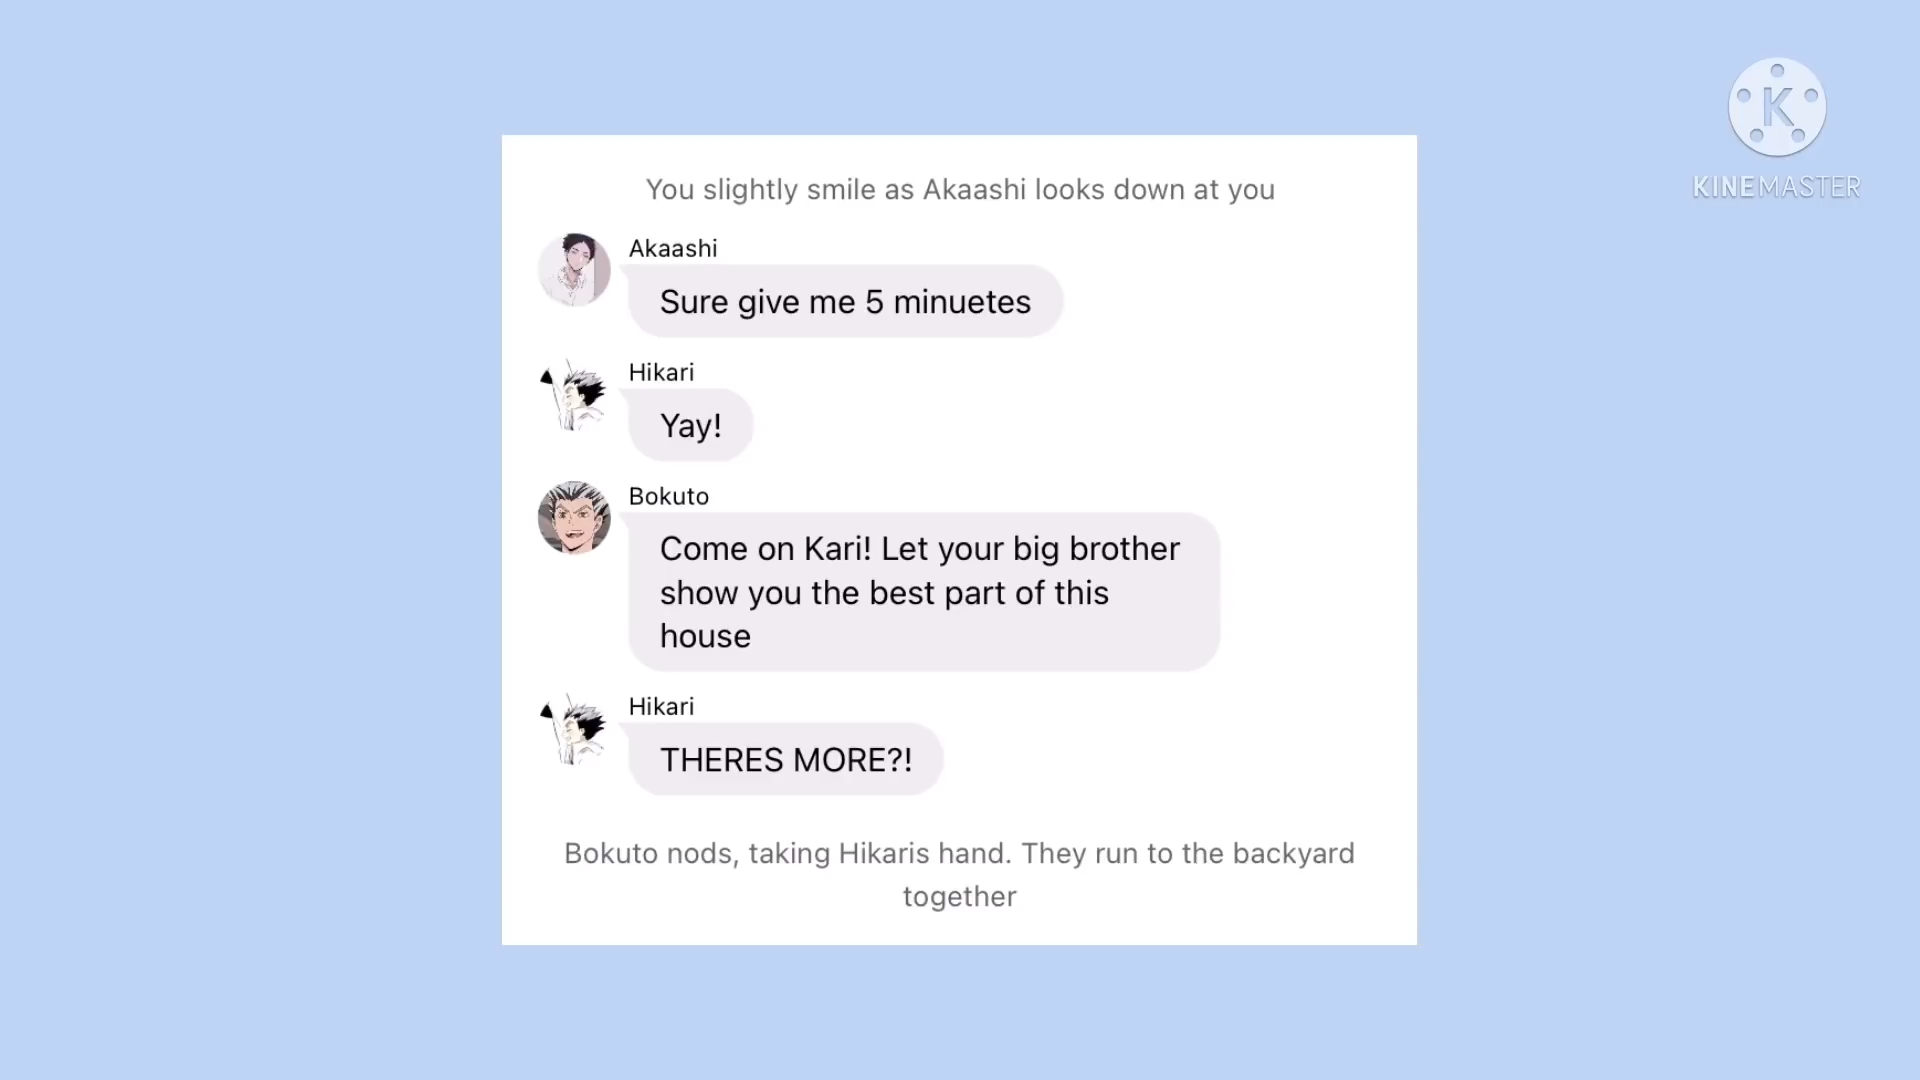 You slightly smile as Akaashi looks down at you
Akaashi
Sure give me 5 minuetes
Hikari
Yay!
Bokuto
Come on Kari! Let your big brother
show you the best part of this
house
Hikari
THERES MORE?!
Bokuto nods, taking Hikaris hand. They run to the backyard
together
K
KINEMASTER